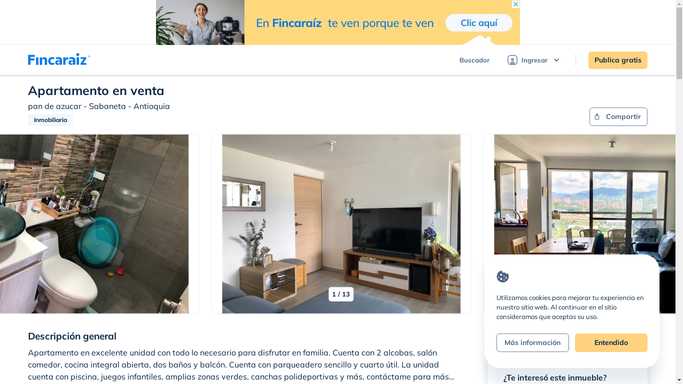 En Fincaraíz te ven porque te ven
Clic aquí
Fincaraíz
Buscador
Ingresar
Publica gratis
Apartamento en venta
pan de azucar - Sabaneta - Antioquia
Inmobiliaria
Compartir
1 / 13
Utilizamos cookies para mejorar tu experiencia en
nuestro sitio web. Al continuar en el sitio
consideramos que aceptas su uso.
Más información
Entendido
Descripción general
Apartamento en excelente unidad con todo lo necesario para disfrutar en familia. Cuenta con 2 alcobas, salón
comedor, cocina integral abierta, dos baños y balcón. Cuenta con parqueadero sencillo y cuarto útil. La unidad
cuenta con piscina, juegos infantiles, amplias zonas verdes, canchas polideportivas y más, contáctame para más...
¿Te interesó este inmueble?